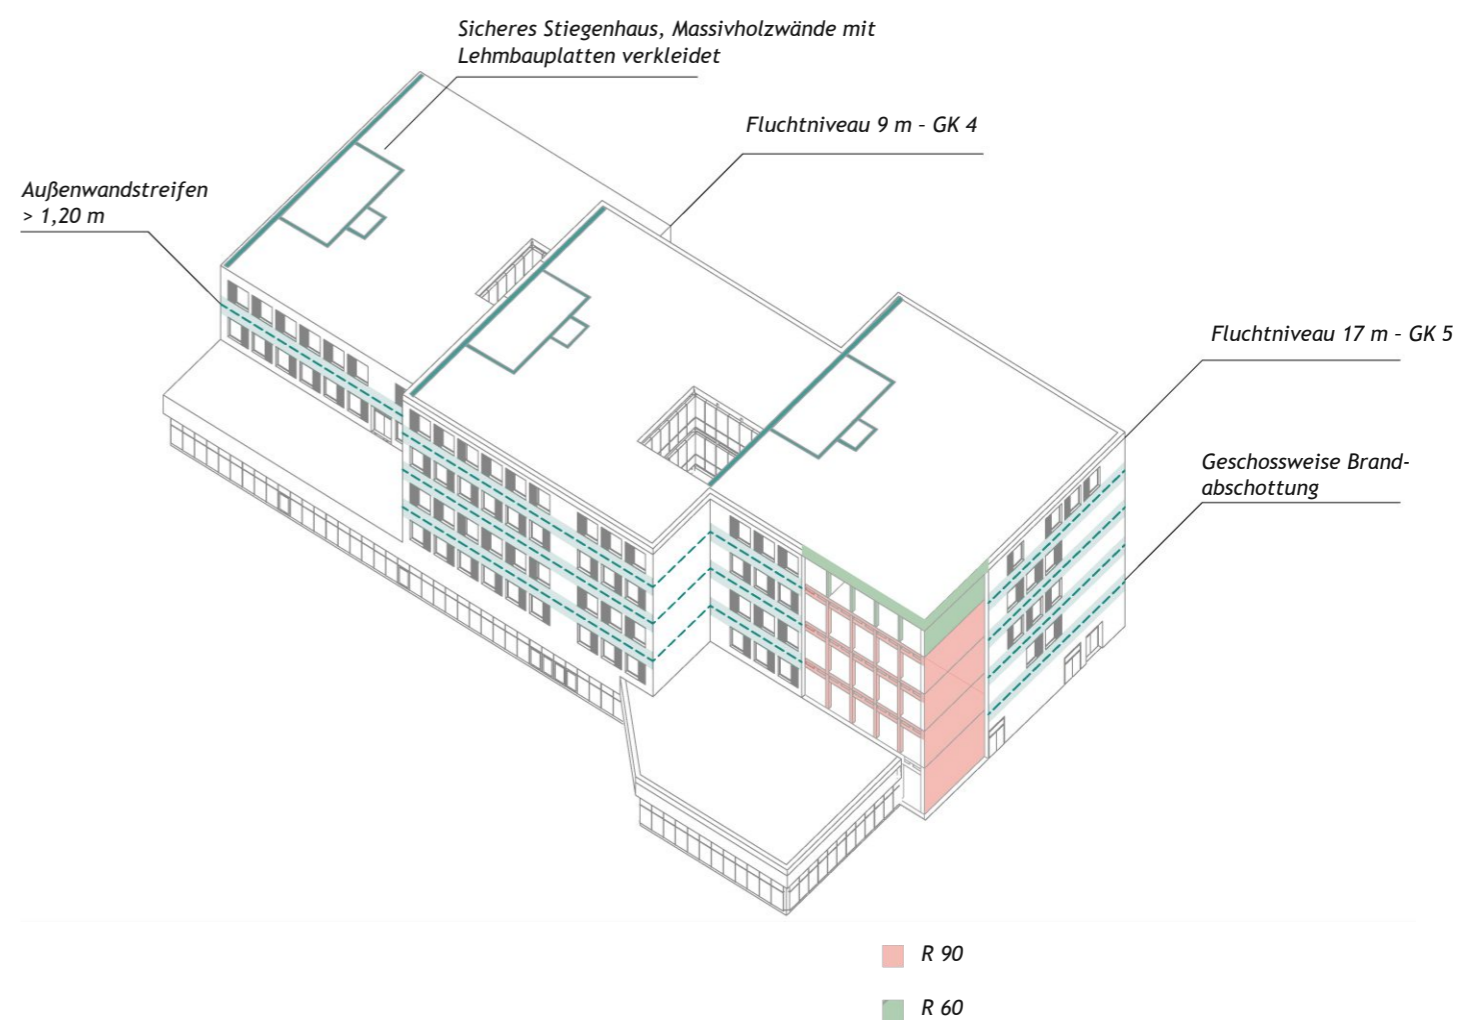 Sicheres Stiegenhaus, Massivholzwände mit
Lehmbauplatten verkleidet
Fluchtniveau 9 m – GK 4
Außenwandstreifen
> 1,20 m
Fluchtniveau 17 m – GK 5
Geschossweise Brand-
abschottung
R 90
R 60